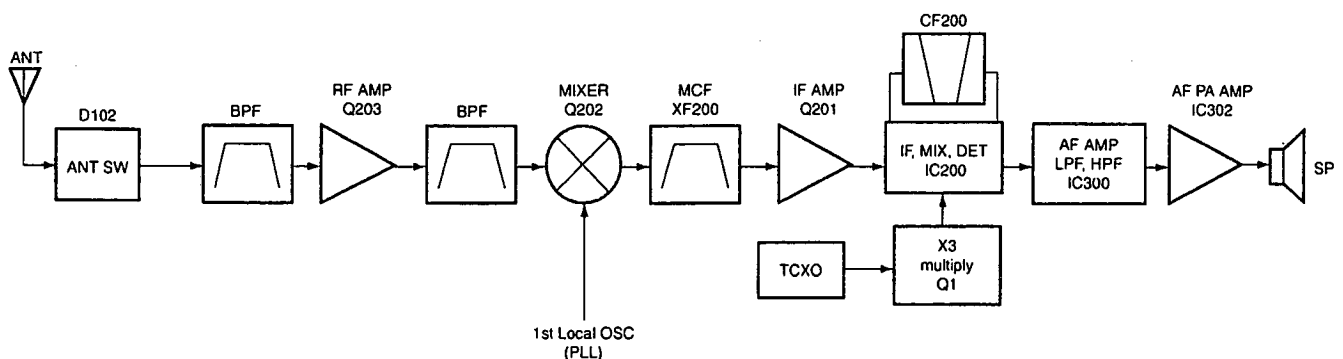 ANT
D102
ANT SW
BPF
RF AMP
Q203
BPF
MIXER
Q202
1st Local OSC
(PLL)
MCF
XF200
IF AMP
Q201
CF200
IF, MIX, DET
IC200
TCXO
X3
multiply
Q1
AF AMP
LPF, HPF
IC300
AF PA AMP
IC302
SP